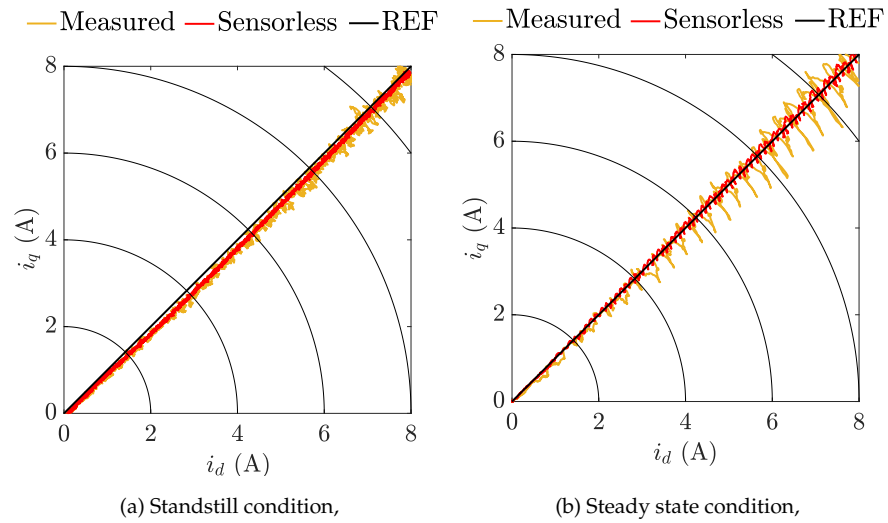 Measured Sensorless REF
8
6
4
2
0
i_q (A)
0 2 4 6 8
i_d (A)
(a) Standstill condition,
Measured Sensorless REF
8
6
4
2
0
i_q (A)
0 2 4 6 8
i_d (A)
(b) Steady state condition,